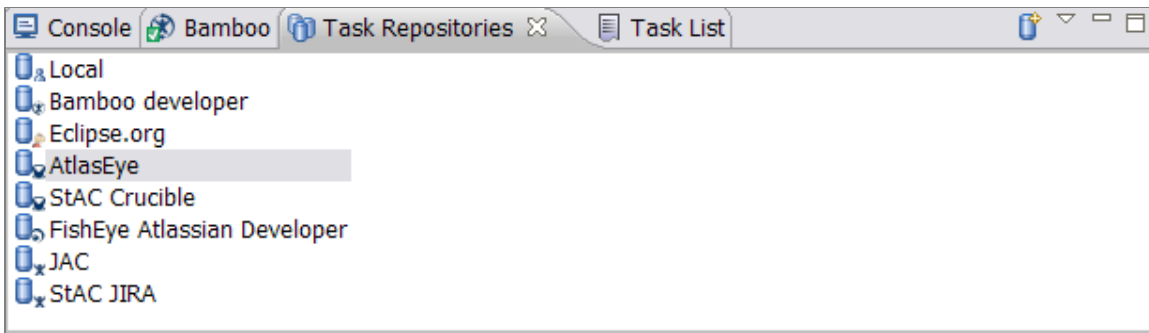 Console Bamboo Task Repositories Task List
Local
Bamboo developer
Eclipse.org
AtlasEye
StAC Crucible
FishEye Atlassian Developer
JAC
StAC JIRA